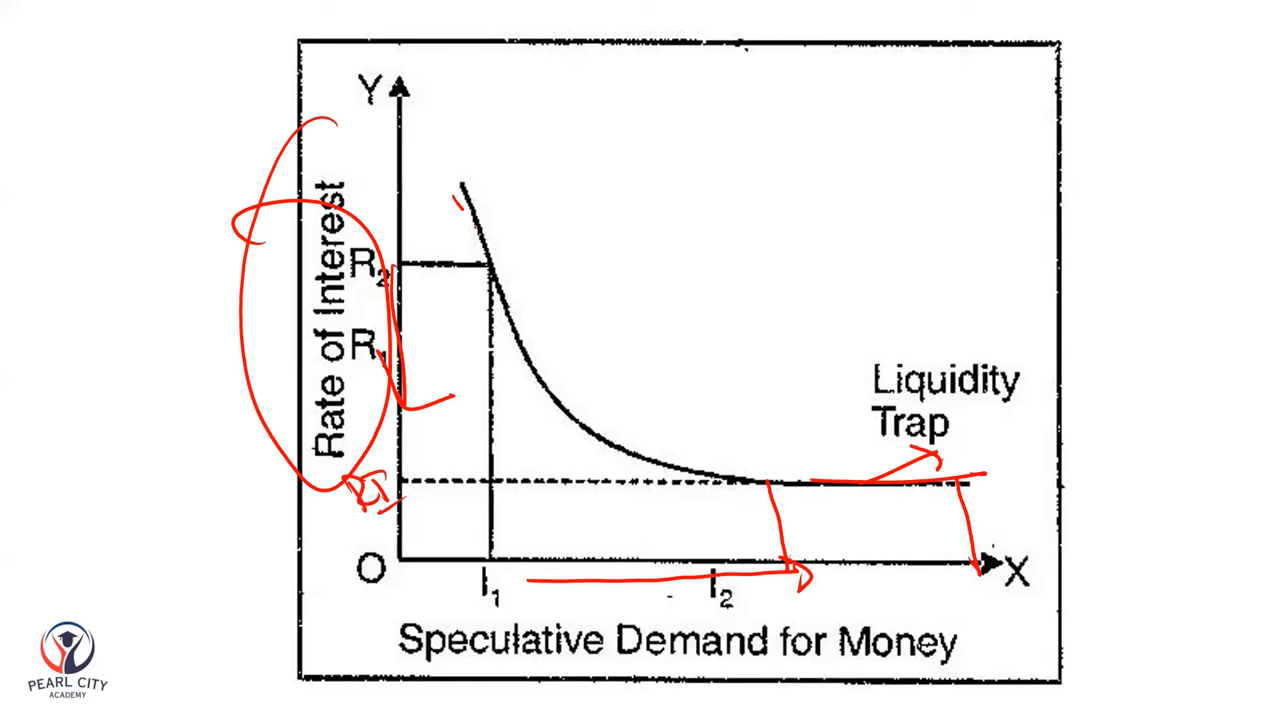 Y
Rate of Interest
R₂
R₁
Liquidity
Trap
O
X
I₁
I₂
Speculative Demand for Money
PEARL CITY
ACADEMY